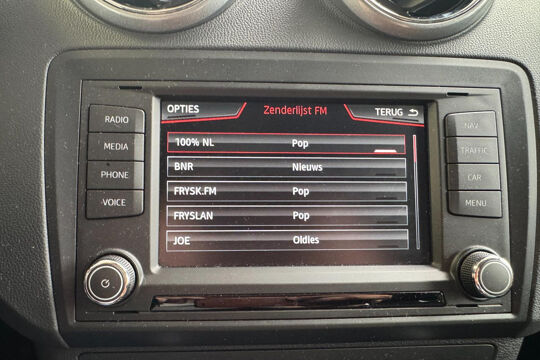 OPTIES Zenderlijst FM TERUG
RADIO
MEDIA
PHONE
VOICE
100% NL Pop
BNR Nieuws
FRYSK.FM Pop
FRYSLAN Pop
JOE Oldies
NAV
TRAFFIC
CAR
MENU